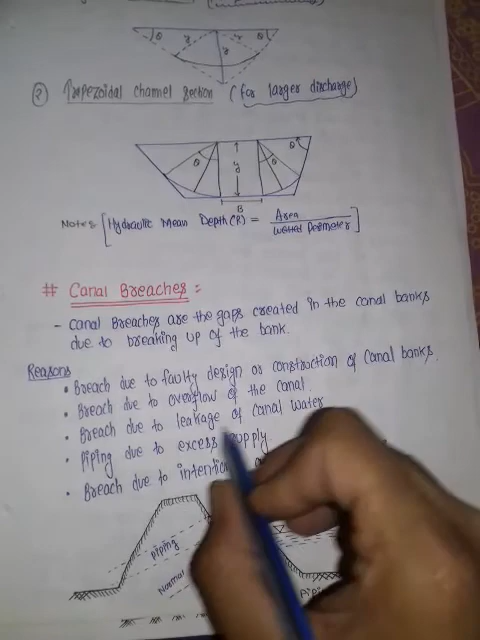 θ r r θ
r
② Trapezoidal channel section (for larger discharge)
θ y θ θ
B
Notes [Hydraulic Mean Depth (R) = Area / Wetted Perimeter]
# Canal Breaches :
- Canal Breaches are the gaps created in the canal banks
due to breaking up of the bank.
Reasons
• Breach due to faulty design or construction of canal banks.
• Breach due to overflow of the canal.
• Breach due to leakage of canal water
• Piping due to excess supply
• Breach due to
Piping
Normal